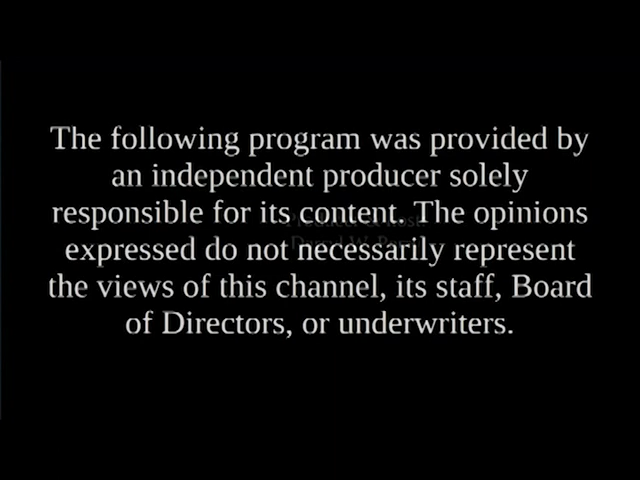 The following program was provided by
an independent producer solely
responsible for its content. The opinions
expressed do not necessarily represent
the views of this channel, its staff, Board
of Directors, or underwriters.
Producer &